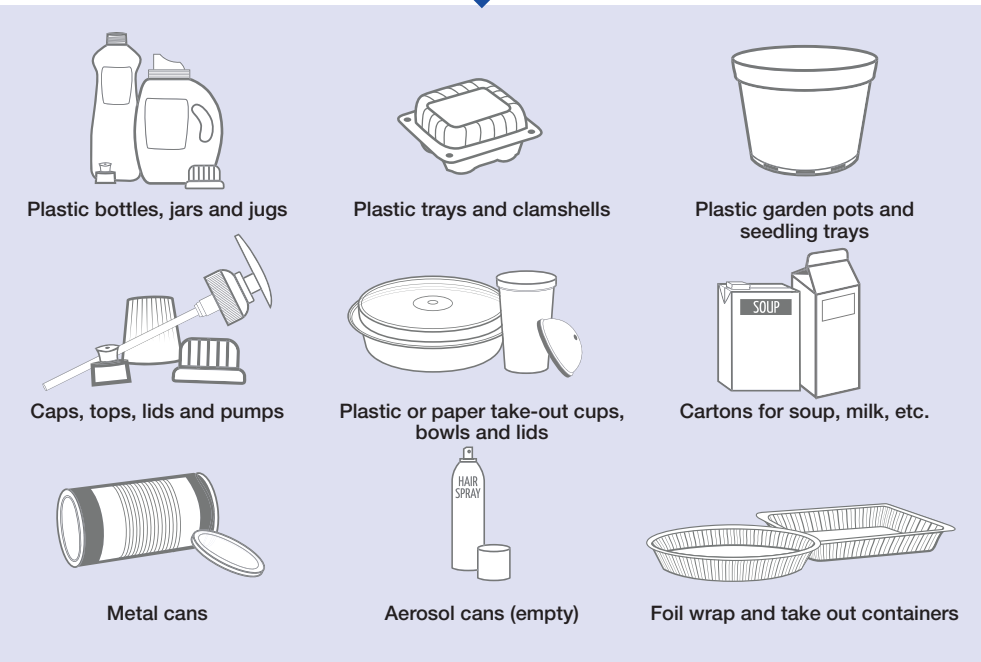 Plastic bottles, jars and jugs
Plastic trays and clamshells
Plastic garden pots and
seedling trays
SOUP
Caps, tops, lids and pumps
Plastic or paper take-out cups,
bowls and lids
Cartons for soup, milk, etc.
HAIR
SPRAY
Metal cans
Aerosol cans (empty)
Foil wrap and take out containers